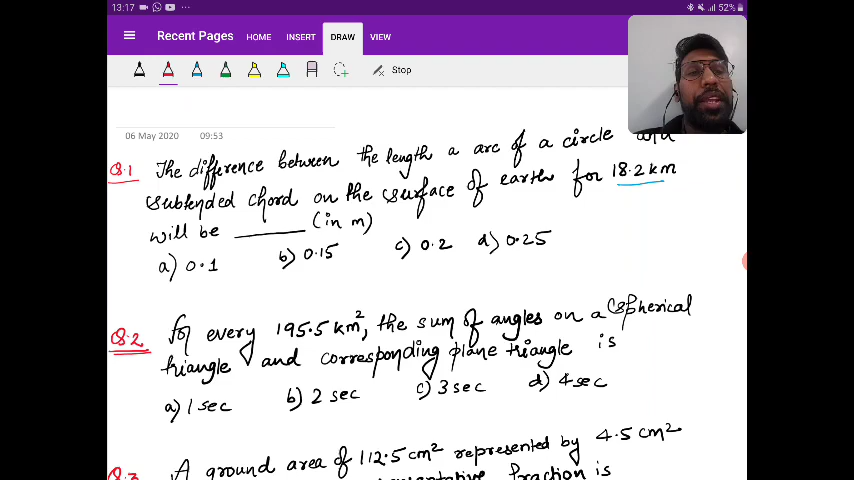 13:17 52%
Recent Pages HOME INSERT DRAW VIEW
Stop
06 May 2020 09:53
Q.1 The difference between the length a arc of a circle and
subtended chord on the surface of earth for 18.2 km
will be ______ (in m)
a) 0.1 b) 0.15 c) 0.2 d) 0.25
Q.2 for every 195.5 km², the sum of angles on a spherical
triangle and corresponding plane triangle is
a) 1 sec b) 2 sec c) 3 sec d) 4 sec
Q.3 A ground area of 112.5 cm² represented by 4.5 cm².
fraction is